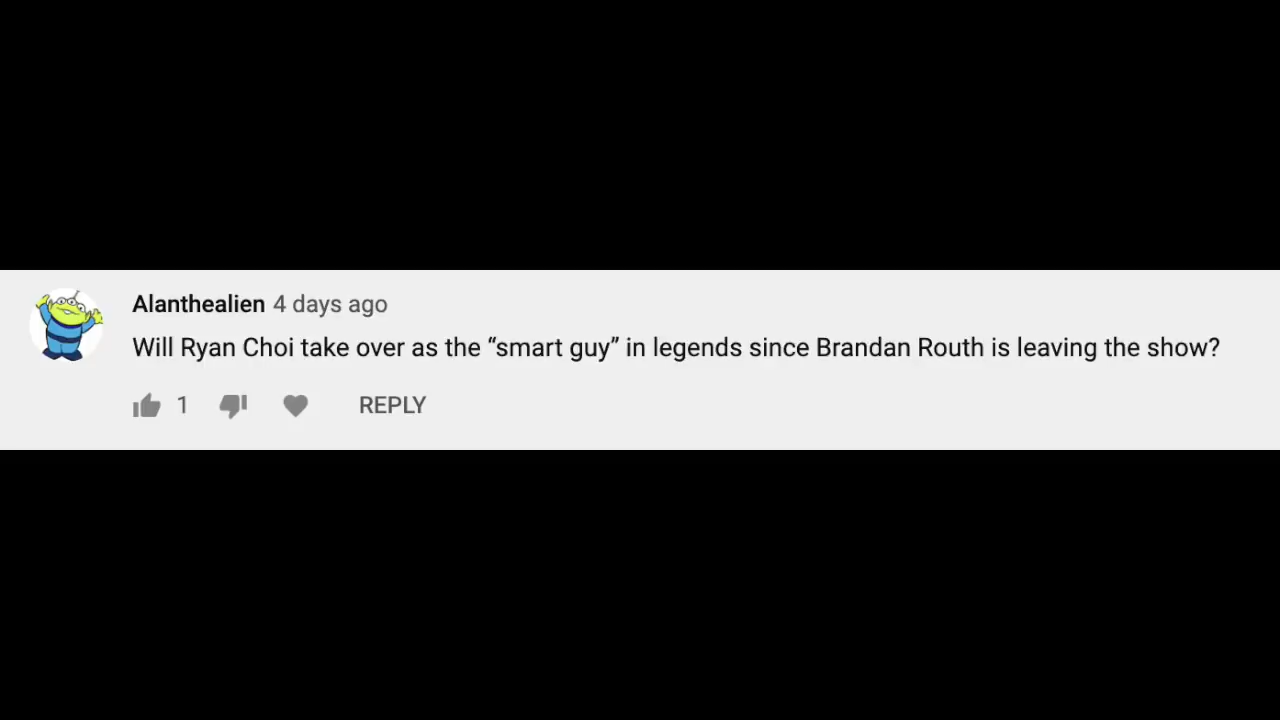 Alanthealien 4 days ago
Will Ryan Choi take over as the “smart guy” in legends since Brandan Routh is leaving the show?
1 REPLY